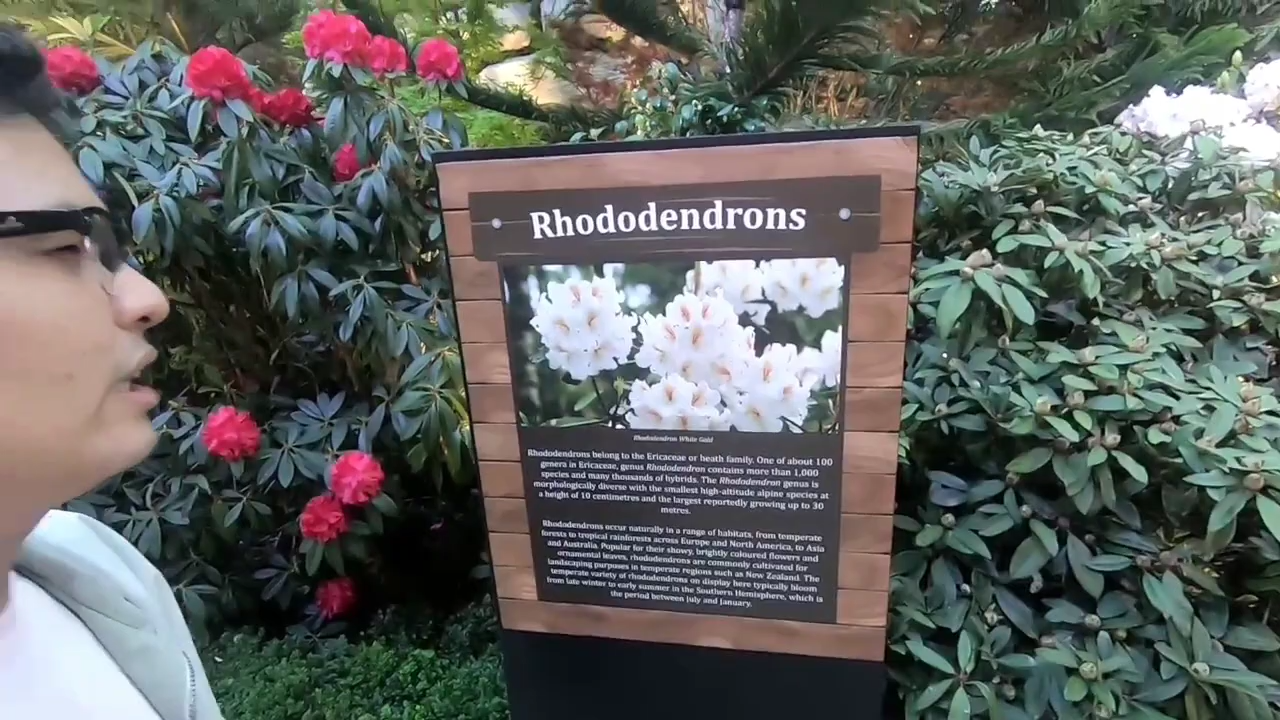 Rhododendrons
Rhododendron White Gold
Rhododendrons belong to the Ericaceae or heath family. One of about 100
genera in Ericaceae, genus Rhododendron contains more than 1,000
species and many thousands of hybrids. The Rhododendron genus is
morphologically diverse with the smallest high-altitude alpine species at
a height of 10 centimetres and the largest reportedly growing up to 30
metres.
Rhododendrons occur naturally in a range of habitats, from temperate
forests to tropical rainforests across Europe and North America, to Asia
and Australia. Popular for their showy, brightly coloured flowers and
ornamental leaves, rhododendrons are commonly cultivated for
landscaping purposes in temperate regions such as New Zealand. The
temperate variety of rhododendrons on display here typically bloom
from late winter to early summer in the Southern Hemisphere, which is
the period between July and January.